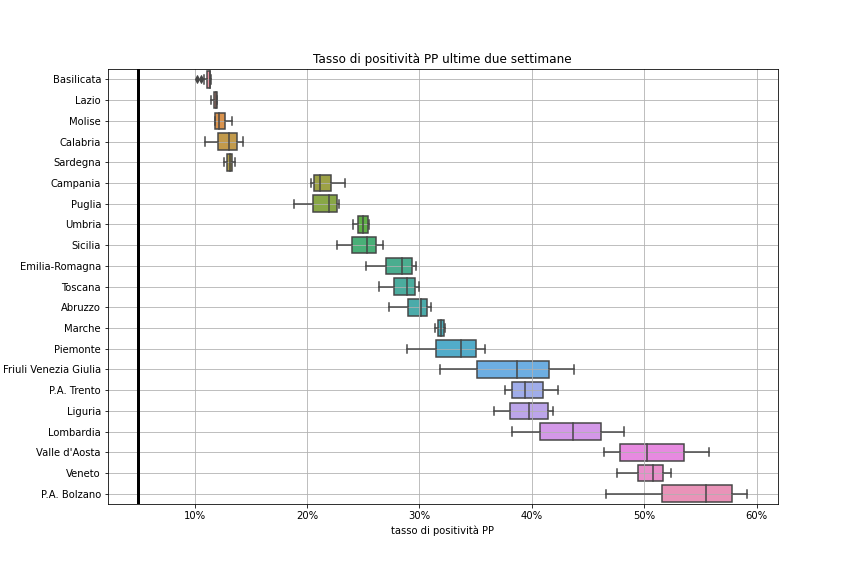 Tasso di positività PP ultime due settimane
Basilicata
Lazio
Molise
Calabria
Sardegna
Campania
Puglia
Umbria
Sicilia
Emilia-Romagna
Toscana
Abruzzo
Marche
Piemonte
Friuli Venezia Giulia
P.A. Trento
Liguria
Lombardia
Valle d'Aosta
Veneto
P.A. Bolzano
10% 20% 30% 40% 50% 60%
tasso di positività PP